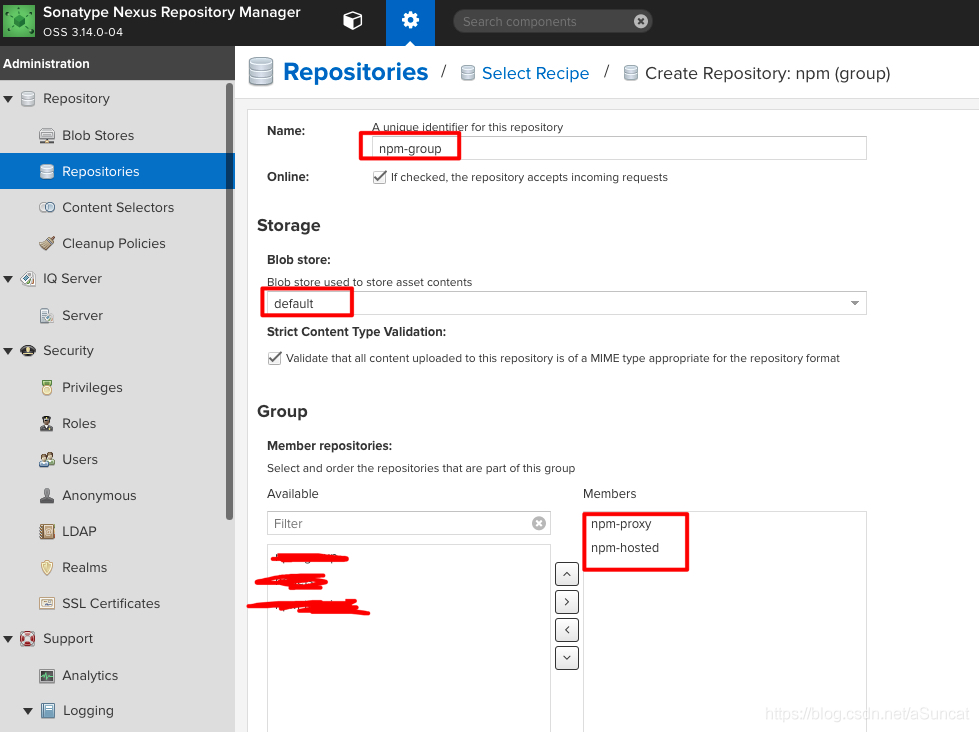 Sonatype Nexus Repository Manager
OSS 3.14.0-04
Search components
Administration
Repositories / Select Recipe / Create Repository: npm (group)
Repository
Blob Stores
Repositories
Content Selectors
Cleanup Policies
IQ Server
Server
Security
Privileges
Roles
Users
Anonymous
LDAP
Realms
SSL Certificates
Support
Analytics
Logging
Name:
A unique identifier for this repository
npm-group
Online:
If checked, the repository accepts incoming requests
Storage
Blob store:
Blob store used to store asset contents
default
Strict Content Type Validation:
Validate that all content uploaded to this repository is of a MIME type appropriate for the repository format
Group
Member repositories:
Select and order the repositories that are part of this group
Available
Filter
Members
npm-proxy
npm-hosted
https://blog.csdn.net/aSuncat